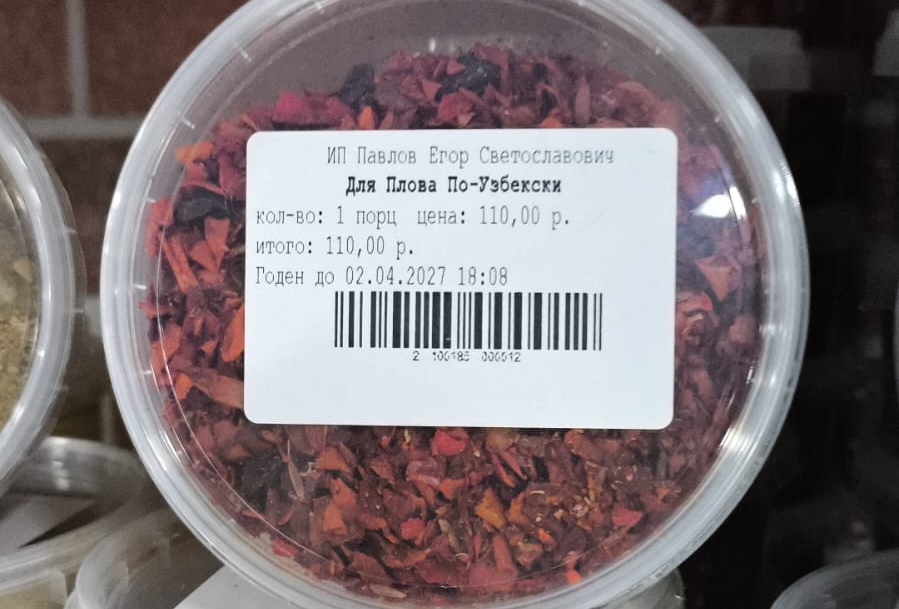 ИП Павлов Егор Светославович
Для Плова По-Узбекски
кол-во: 1 порц цена: 110,00 р.
итого: 110,00 р.
Годен до 02.04.2027 18:08
2 100185 000512